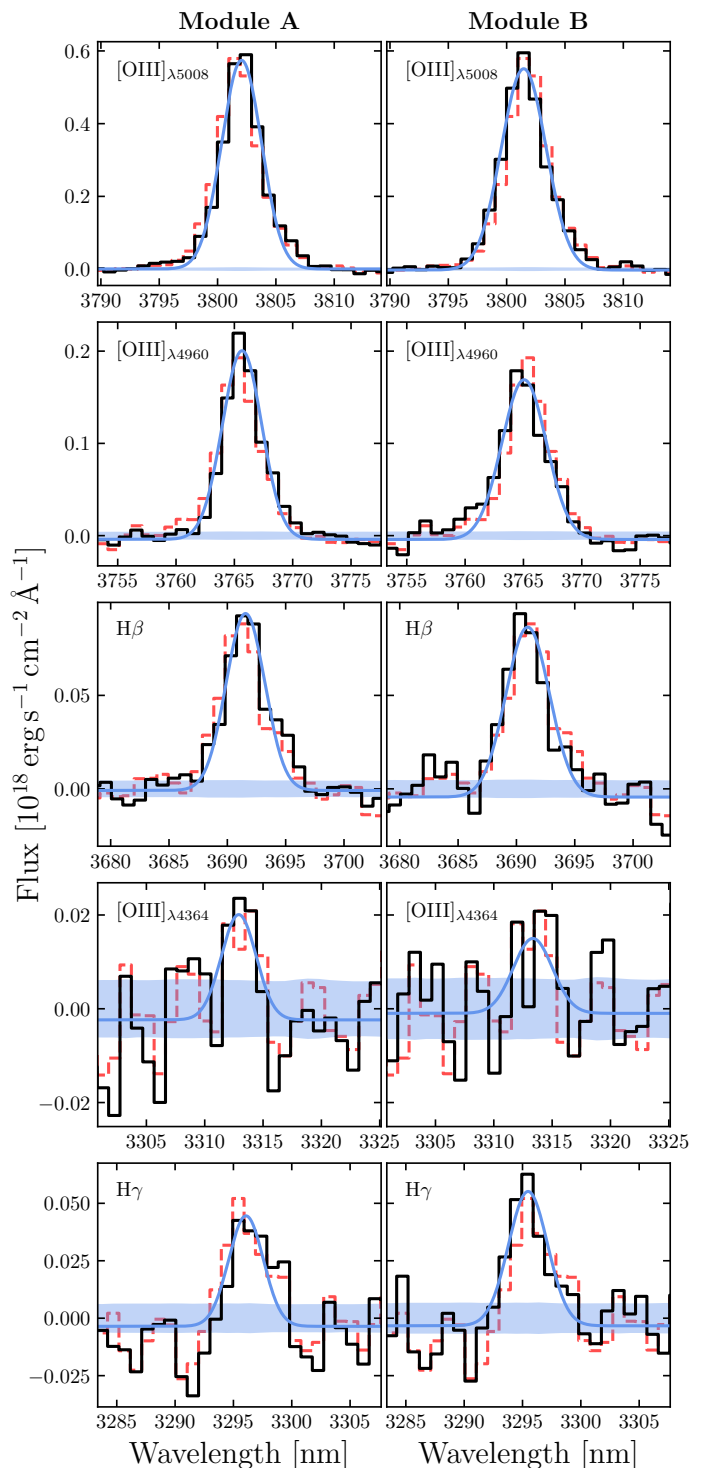 Module A Module B
[OIII]λ5008 [OIII]λ5008
0.6
0.4
0.2
0.0
3790 3795 3800 3805 3810 3790 3795 3800 3805 3810
[OIII]λ4960 [OIII]λ4960
0.2
0.1
0.0
3755 3760 3765 3770 3775 3755 3760 3765 3770 3775
Hβ Hβ
0.05
0.00
3680 3685 3690 3695 3700 3680 3685 3690 3695 3700
[OIII]λ4364 [OIII]λ4364
0.02
0.00
−0.02
3305 3310 3315 3320 3325 3305 3310 3315 3320 3325
Hγ Hγ
0.050
0.025
0.000
−0.025
3285 3290 3295 3300 3305 3285 3290 3295 3300 3305
Wavelength [nm] Wavelength [nm]
Flux [10¹⁸ erg s⁻¹ cm⁻² Å⁻¹]